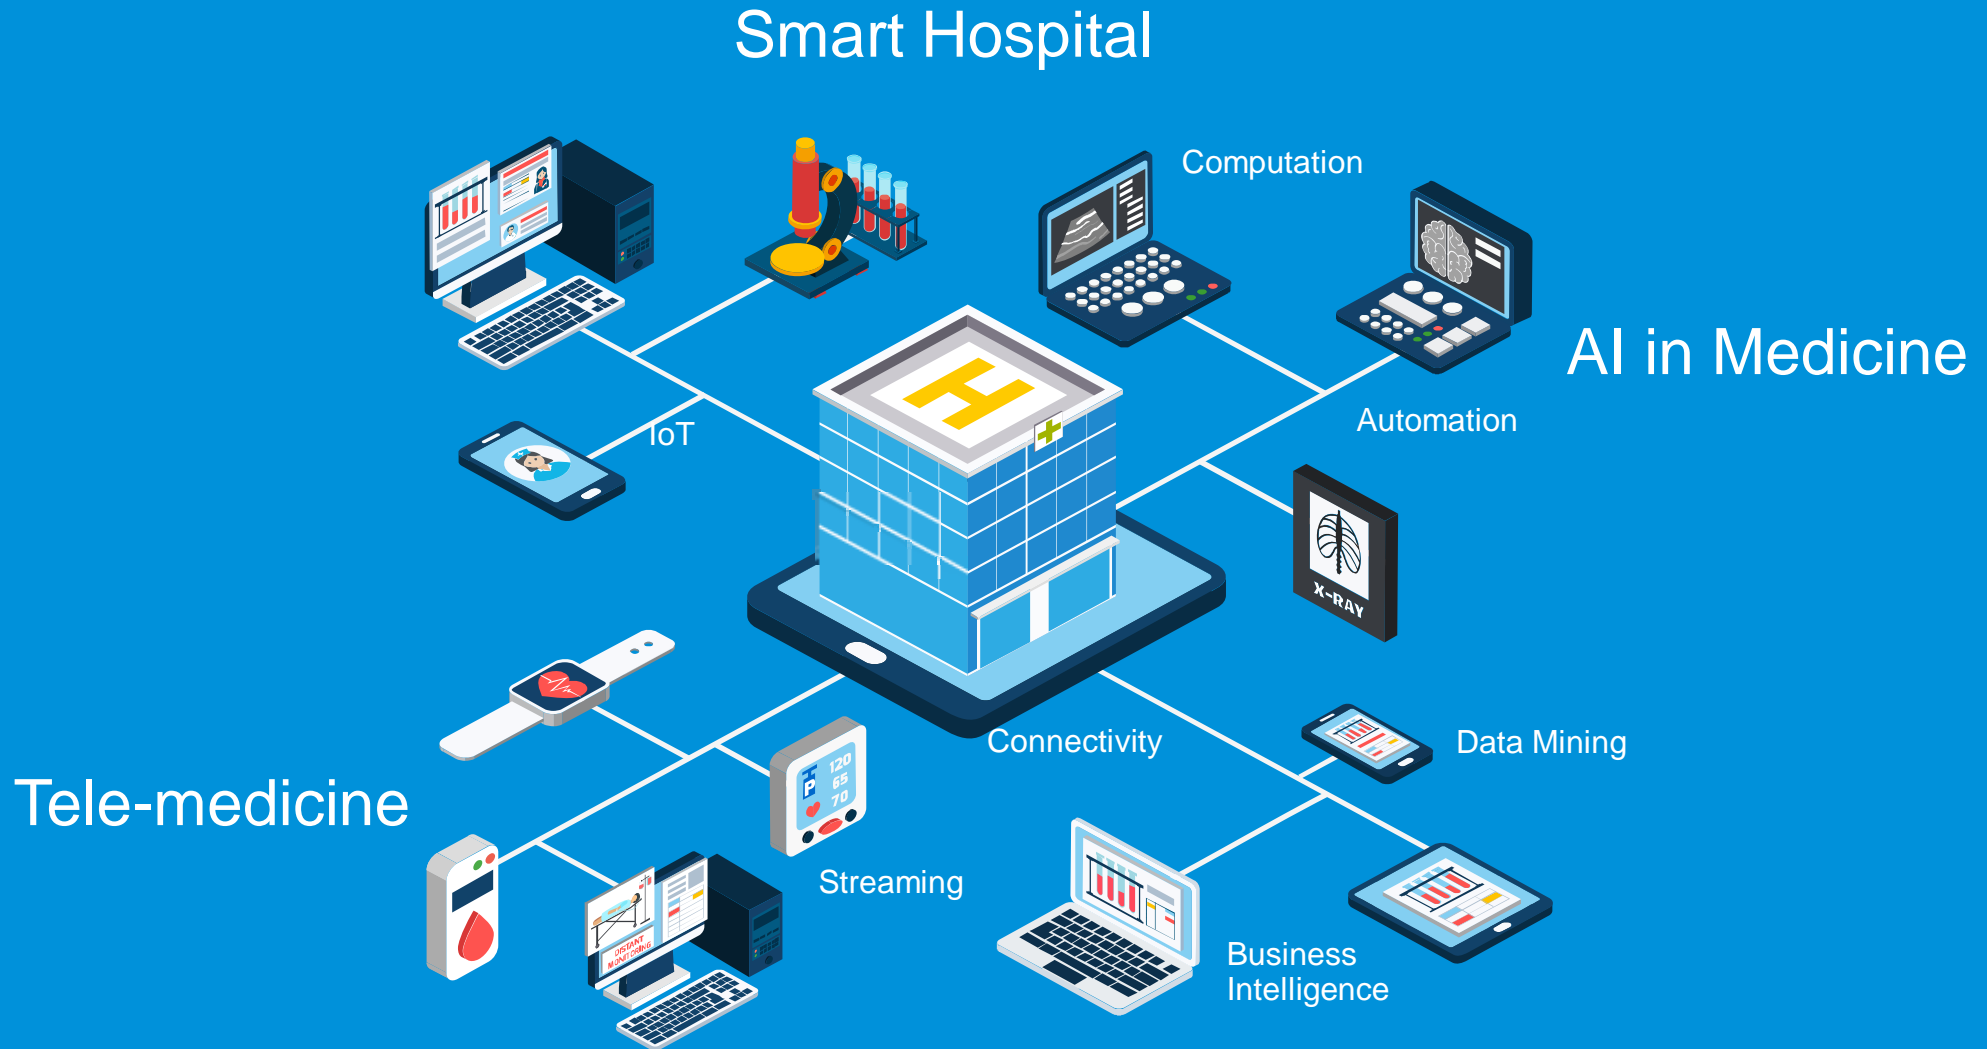 Smart Hospital
Computation
AI in Medicine
Automation
IoT
H
X-RAY
Connectivity
Data Mining
Tele-medicine
H
P
120
65
70
Streaming
DISTANT
MONITORING
Business
Intelligence